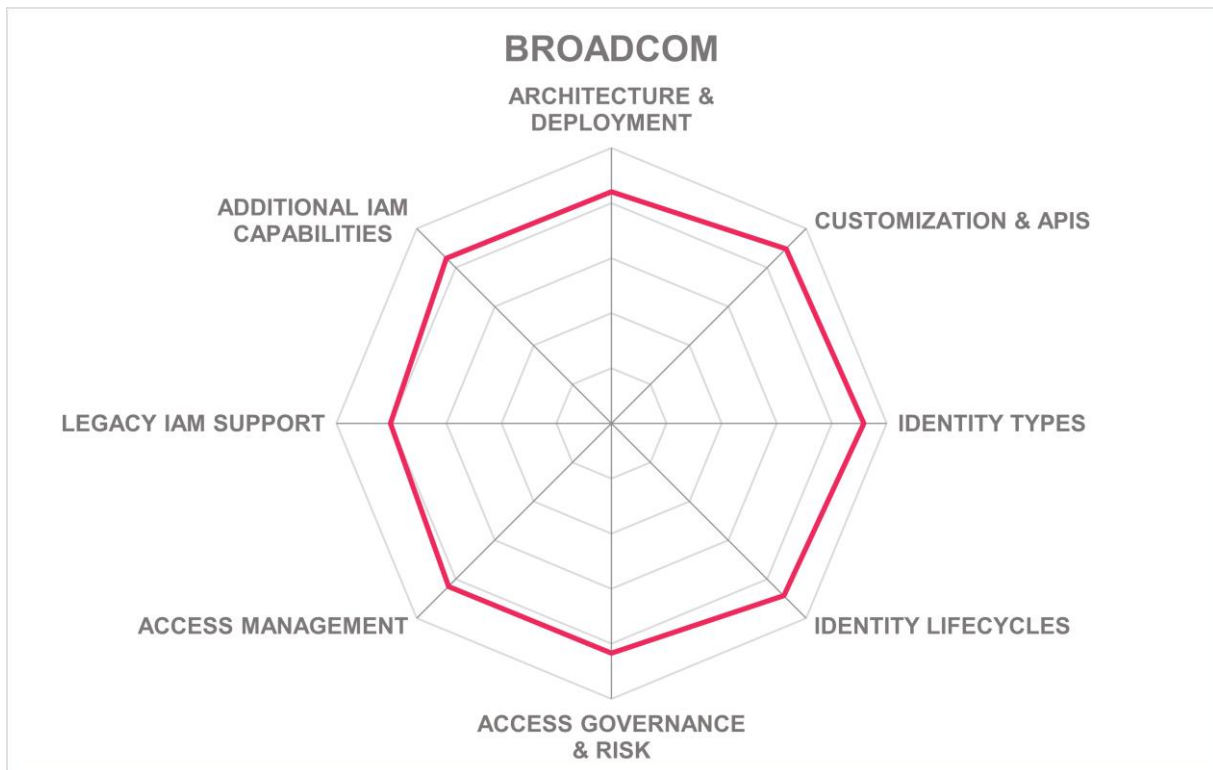 BROADCOM
ARCHITECTURE &
DEPLOYMENT
ADDITIONAL IAM
CAPABILITIES
CUSTOMIZATION & APIS
LEGACY IAM SUPPORT
IDENTITY TYPES
ACCESS MANAGEMENT
IDENTITY LIFECYCLES
ACCESS GOVERNANCE
& RISK